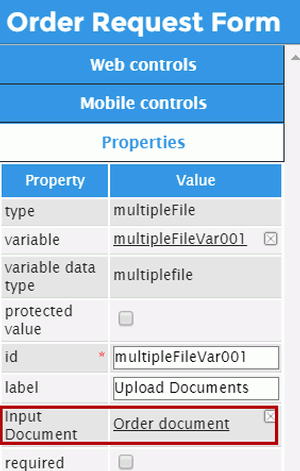 Order Request Form
Web controls
Mobile controls
Properties
Property Value
type multipleFile
variable multipleFileVar001
variable data
type multiplefile
protected
value
id * multipleFileVar001
label Upload Documents
Input
Document Order document
required